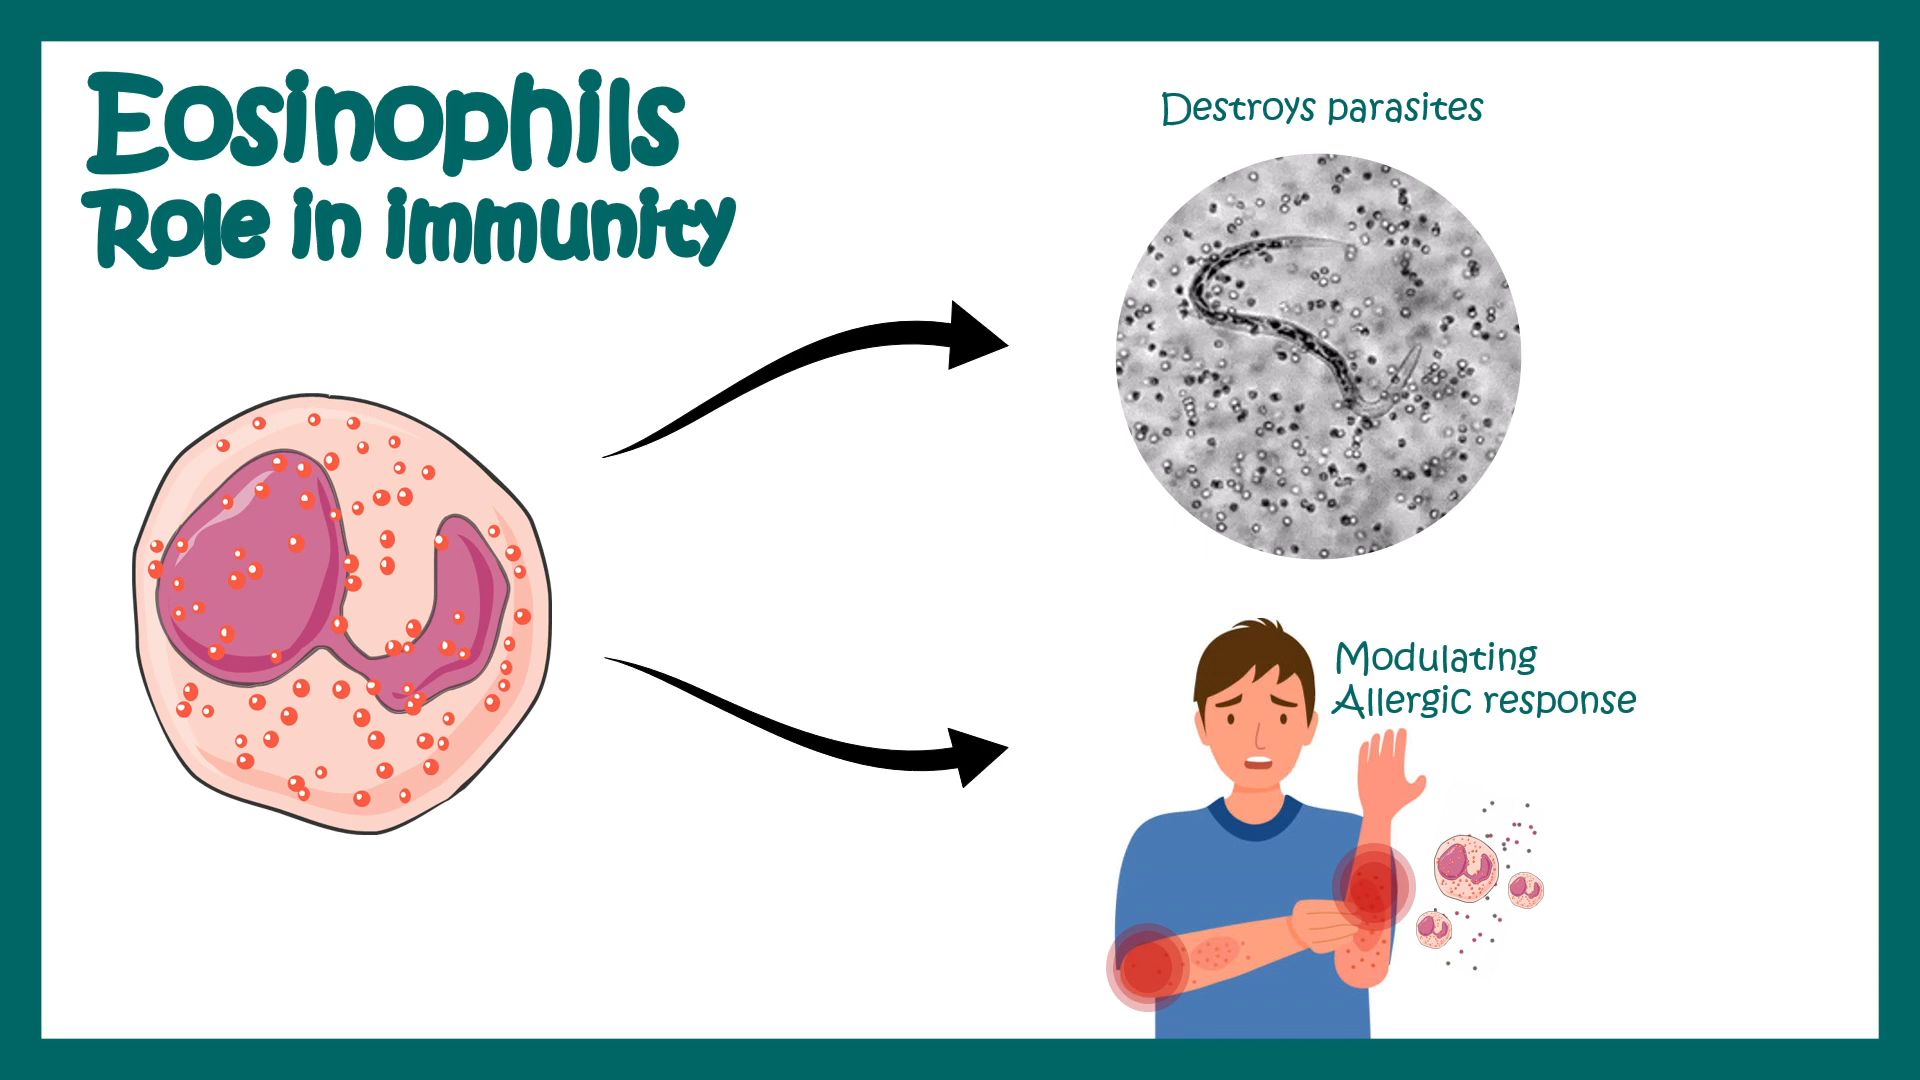 Eosinophils
Role in immunity
Destroys parasites
Modulating
Allergic response